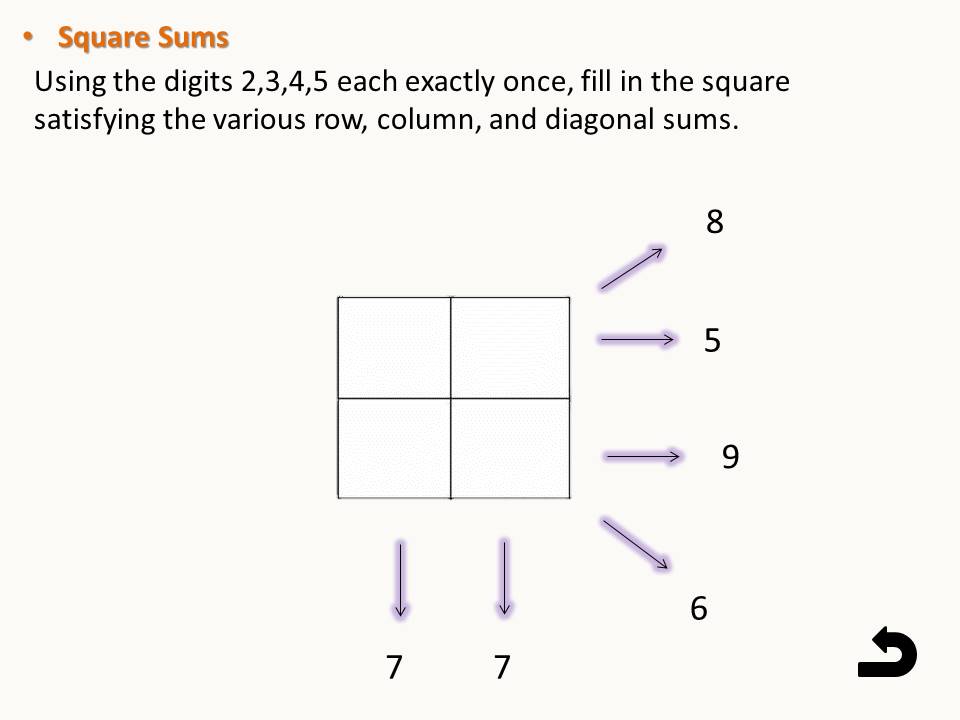 • Square Sums
Using the digits 2,3,4,5 each exactly once, fill in the square
satisfying the various row, column, and diagonal sums.
8
5
9
6
7 7